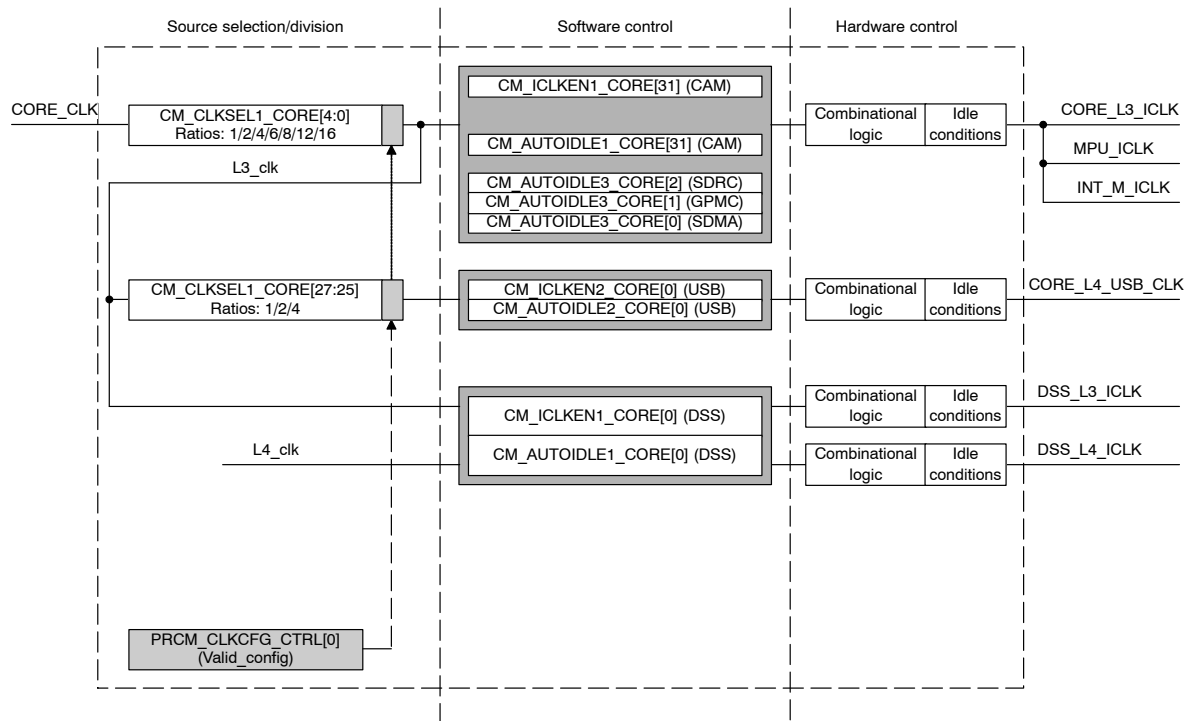 Source selection/division
Software control
Hardware control
CORE_CLK
CM_CLKSEL1_CORE[4:0]
Ratios: 1/2/4/6/8/12/16
L3_clk
CM_ICLKEN1_CORE[31] (CAM)
CM_AUTOIDLE1_CORE[31] (CAM)
CM_AUTOIDLE3_CORE[2] (SDRC)
CM_AUTOIDLE3_CORE[1] (GPMC)
CM_AUTOIDLE3_CORE[0] (SDMA)
Combinational
logic
Idle
conditions
CORE_L3_ICLK
MPU_ICLK
INT_M_ICLK
CM_CLKSEL1_CORE[27:25]
Ratios: 1/2/4
CM_ICLKEN2_CORE[0] (USB)
CM_AUTOIDLE2_CORE[0] (USB)
Combinational
logic
Idle
conditions
CORE_L4_USB_CLK
CM_ICLKEN1_CORE[0] (DSS)
CM_AUTOIDLE1_CORE[0] (DSS)
Combinational
logic
Idle
conditions
DSS_L3_ICLK
L4_clk
Combinational
logic
Idle
conditions
DSS_L4_ICLK
PRCM_CLKCFG_CTRL[0]
(Valid_config)